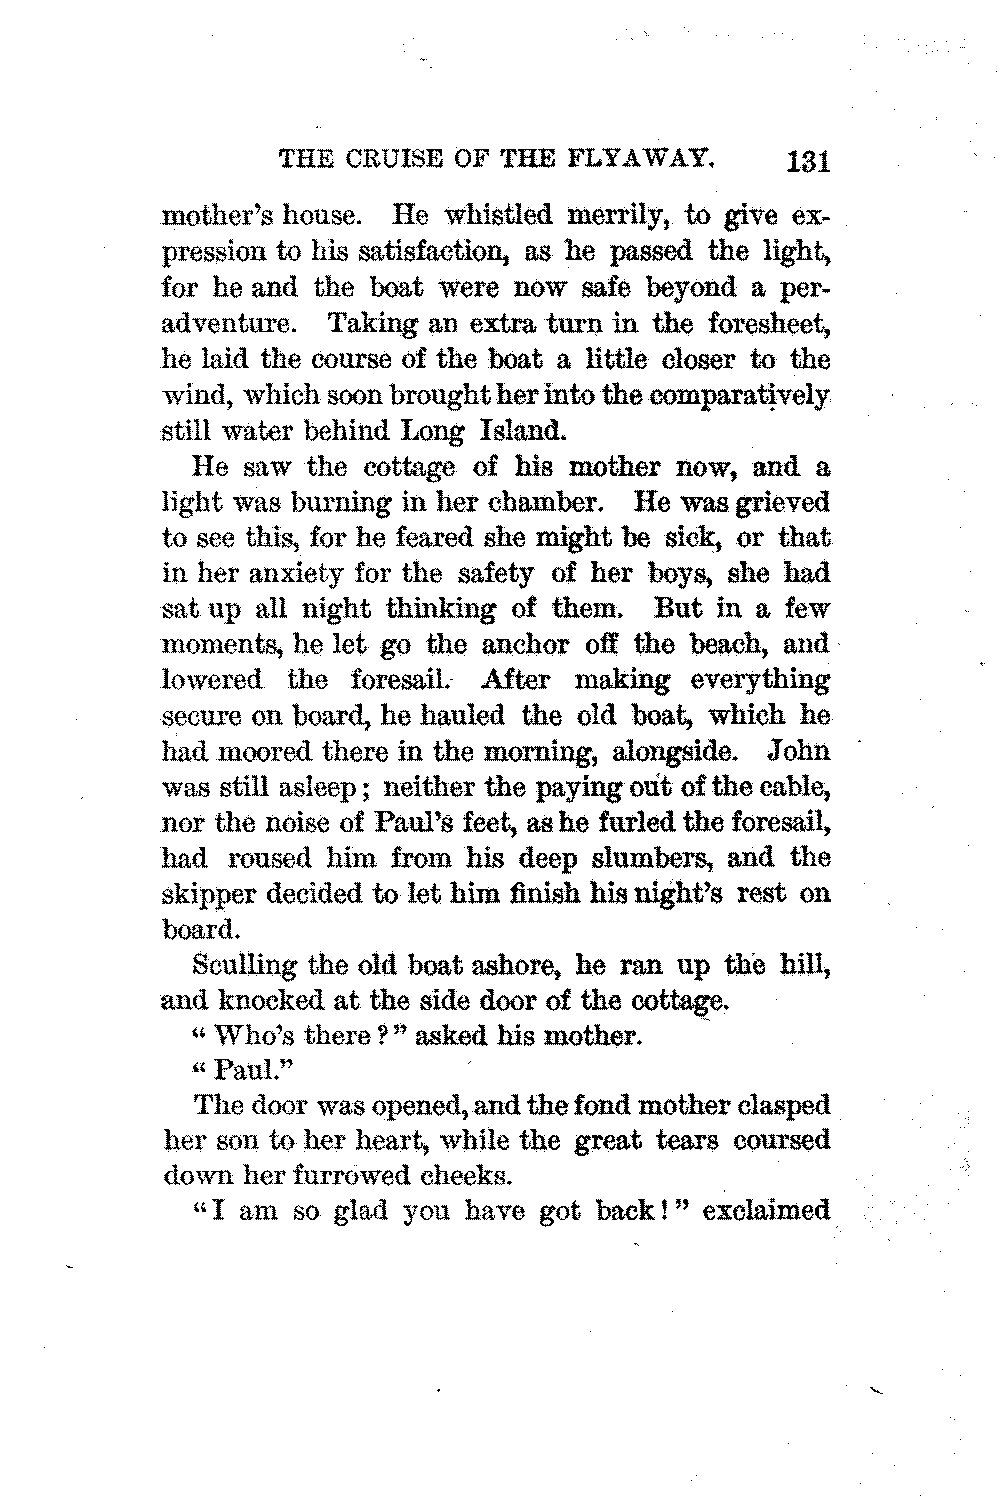 THE CRUISE OF THE FLYAWAY. 131
mother's house. He whistled merrily, to give ex-
pression to his satisfaction, as he passed the light,
for he and the boat were now safe beyond a per-
adventure. Taking an extra turn in the foresheet,
he laid the course of the boat a little closer to the
wind, which soon brought her into the comparatively
still water behind Long Island.
He saw the cottage of his mother now, and a
light was burning in her chamber. He was grieved
to see this, for he feared she might be sick, or that
in her anxiety for the safety of her boys, she had
sat up all night thinking of them. But in a few
moments, he let go the anchor off the beach, and
lowered the foresail. After making everything
secure on board, he hauled the old boat, which he
had moored there in the morning, alongside. John
was still asleep; neither the paying out of the cable,
nor the noise of Paul's feet, as he furled the foresail,
had roused him from his deep slumbers, and the
skipper decided to let him finish his night's rest on
board.
Sculling the old boat ashore, he ran up the hill,
and knocked at the side door of the cottage.
"Who's there?" asked his mother.
"Paul."
The door was opened, and the fond mother clasped
her son to her heart, while the great tears coursed
down her furrowed cheeks.
"I am so glad you have got back!" exclaimed